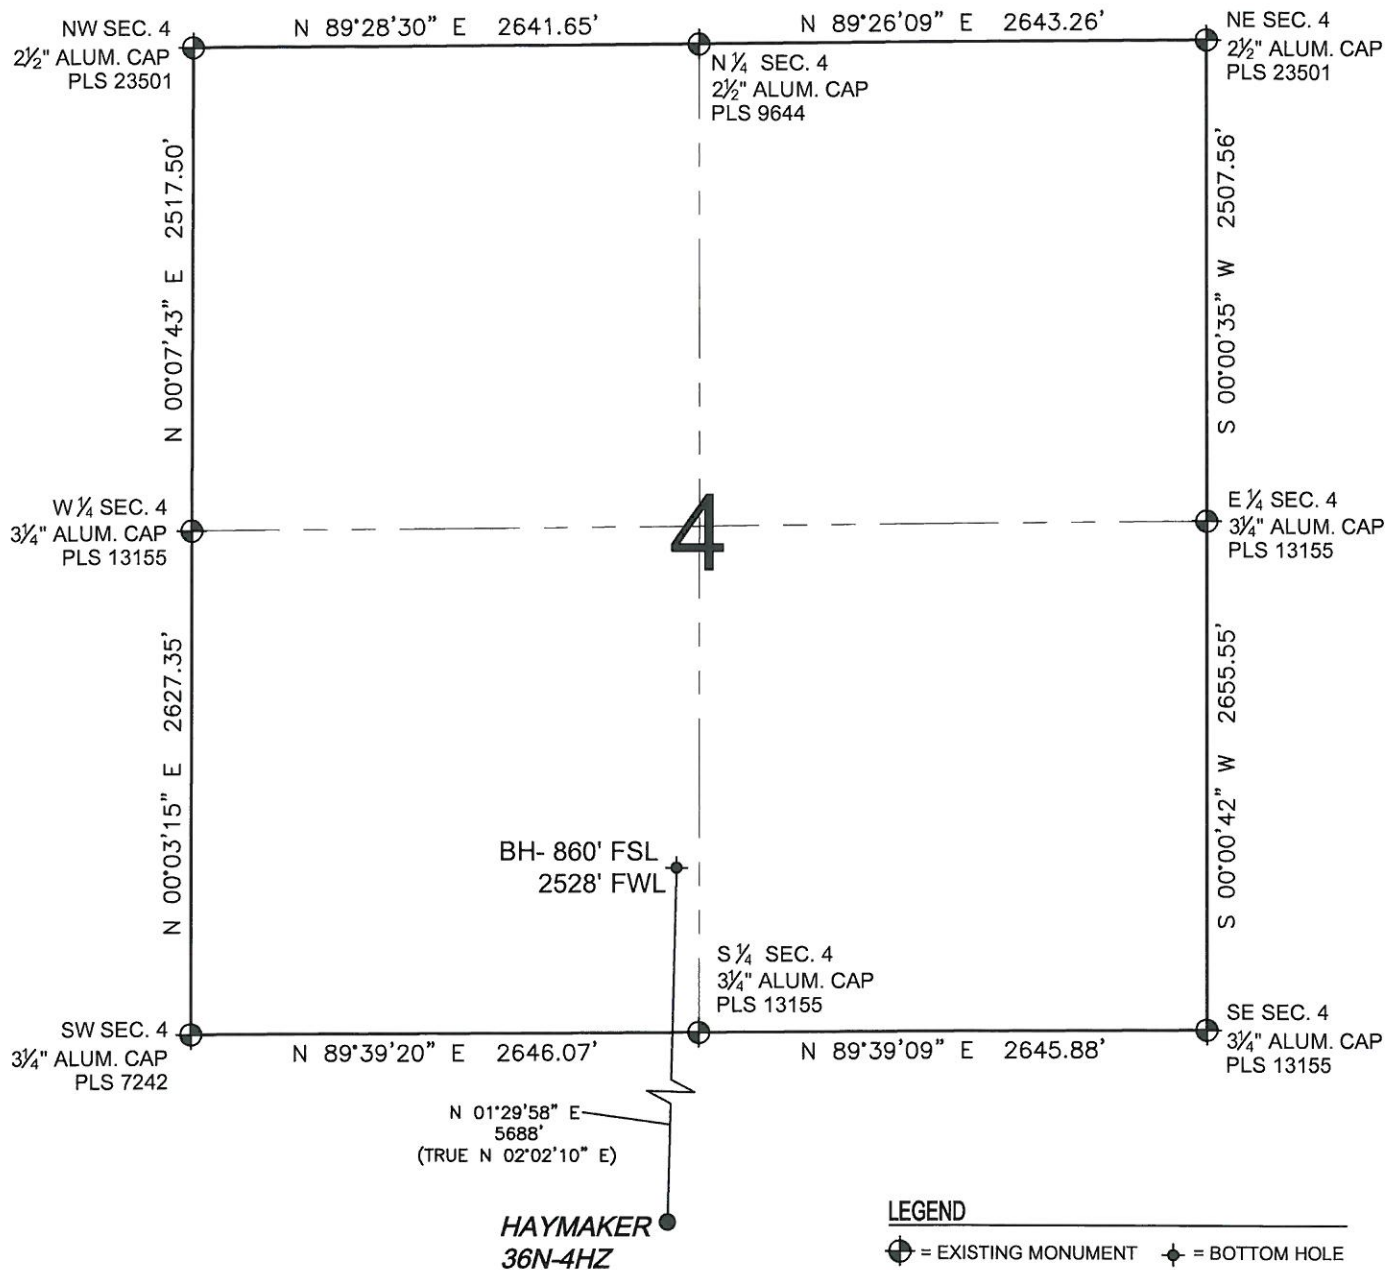 NW SEC. 4
2½" ALUM. CAP
PLS 23501
N 89°28'30" E 2641.65'
N ¼ SEC. 4
2½" ALUM. CAP
PLS 9644
N 89°26'09" E 2643.26'
NE SEC. 4
2½" ALUM. CAP
PLS 23501
N 00°07'43" E 2517.50'
S 00°00'35" W 2507.56'
W ¼ SEC. 4
3¼" ALUM. CAP
PLS 13155
4
E ¼ SEC. 4
3¼" ALUM. CAP
PLS 13155
N 00°03'15" E 2627.35'
S 00°00'42" W 2655.55'
BH- 860' FSL
2528' FWL
S ¼ SEC. 4
3¼" ALUM. CAP
PLS 13155
SW SEC. 4
3¼" ALUM. CAP
PLS 7242
N 89°39'20" E 2646.07'
N 89°39'09" E 2645.88'
SE SEC. 4
3¼" ALUM. CAP
PLS 13155
N 01°29'58" E
5688'
(TRUE N 02°02'10" E)
HAYMAKER
36N-4HZ
LEGEND
= EXISTING MONUMENT
= BOTTOM HOLE